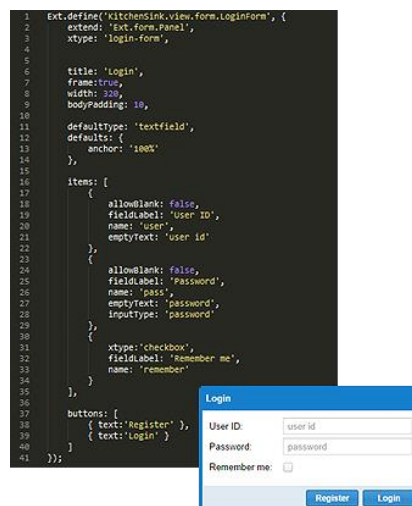 1 Ext.define('KitchenSink.view.form.LoginForm', {
2 extend: 'Ext.form.Panel',
3 xtype: 'login-form',
4
5
6 title: 'Login',
7 frame:true,
8 width: 320,
9 bodyPadding: 10,
10
11 defaultType: 'textfield',
12 defaults: {
13 anchor: '100%'
14 },
15
16 items: [
17 {
18 allowBlank: false,
19 fieldLabel: 'User ID',
20 name: 'user',
21 emptyText: 'user id'
22 },
23 {
24 allowBlank: false,
25 fieldLabel: 'Password',
26 name: 'pass',
27 emptyText: 'password',
28 inputType: 'password'
29 },
30 {
31 xtype:'checkbox',
32 fieldLabel: 'Remember me',
33 name: 'remember'
34 }
35 ],
36
37 buttons: [
38 { text:'Register' },
39 { text:'Login' }
40 ]
41 });
Login
User ID: user id
Password: password
Remember me:
Register Login